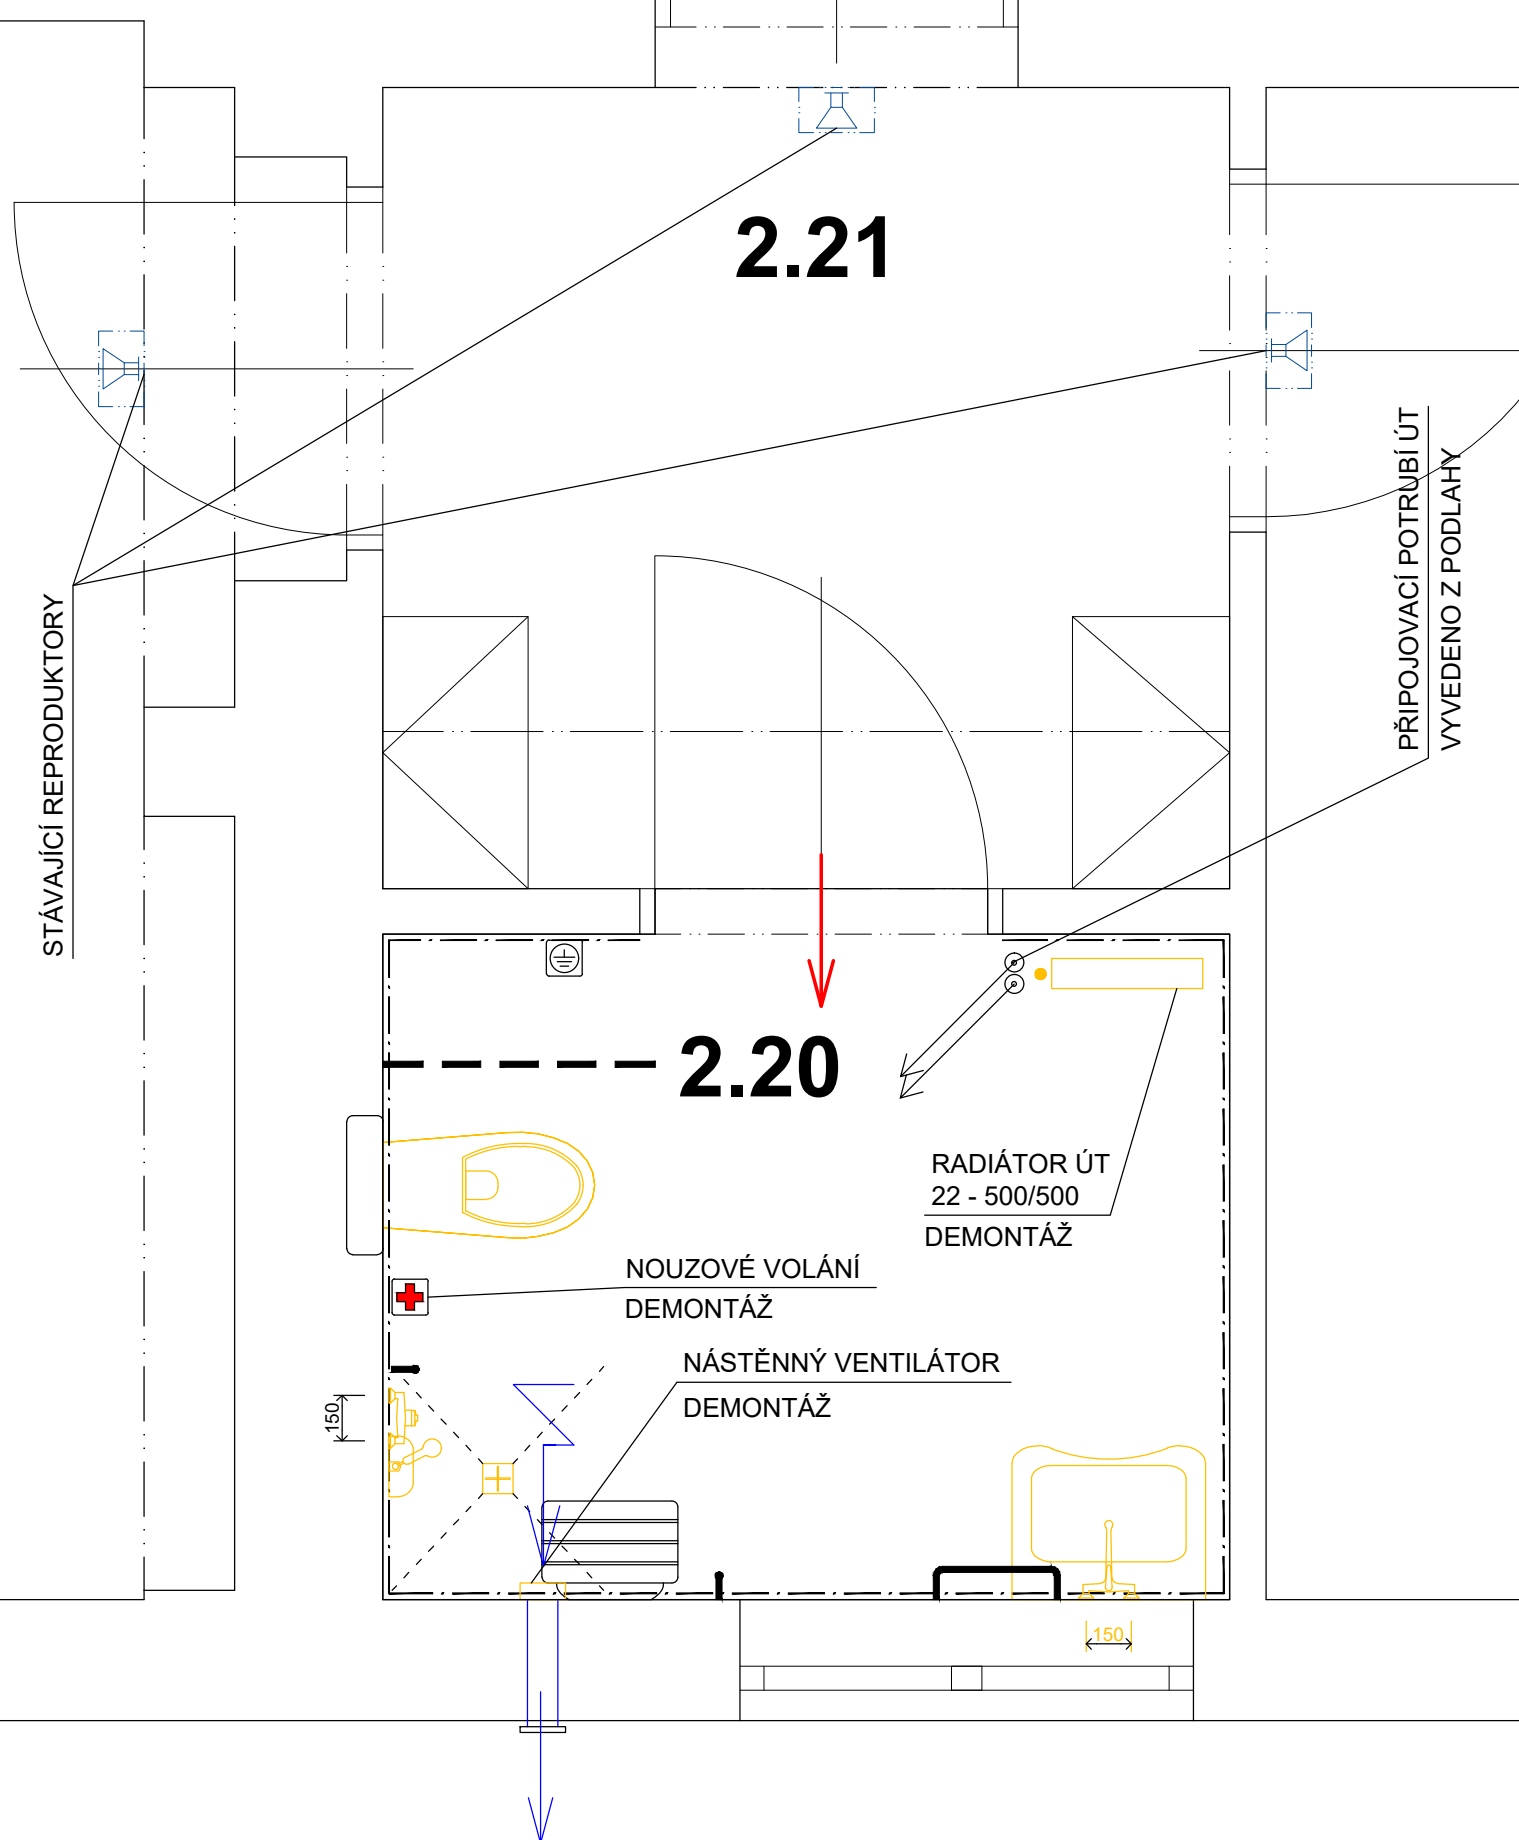 2.21
STÁVAJÍCÍ REPRODUKTORY
PŘIPOJOVACÍ POTRUBÍ ÚT
VYVEDENO Z PODLAHY
2.20
RADIÁTOR ÚT
22 - 500/500
DEMONTÁŽ
NOUZOVÉ VOLÁNÍ
DEMONTÁŽ
NÁSTĚNNÝ VENTILÁTOR
DEMONTÁŽ
150
150